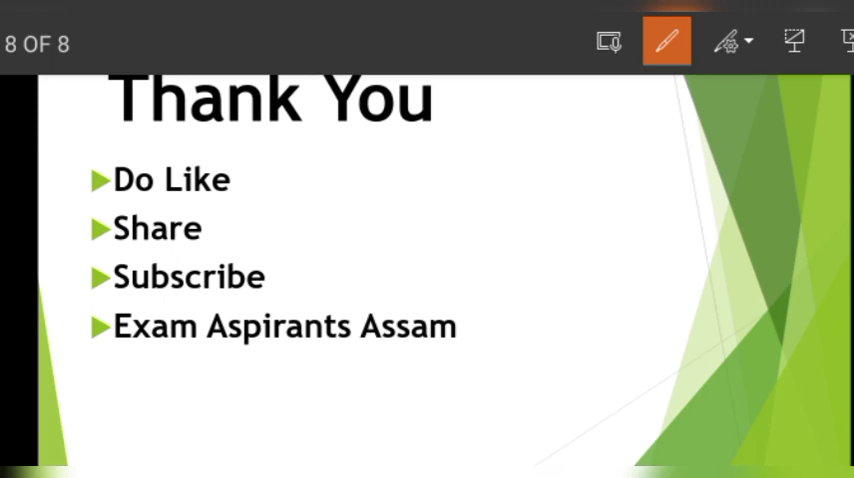 8 OF 8
Thank You
Do Like
Share
Subscribe
Exam Aspirants Assam